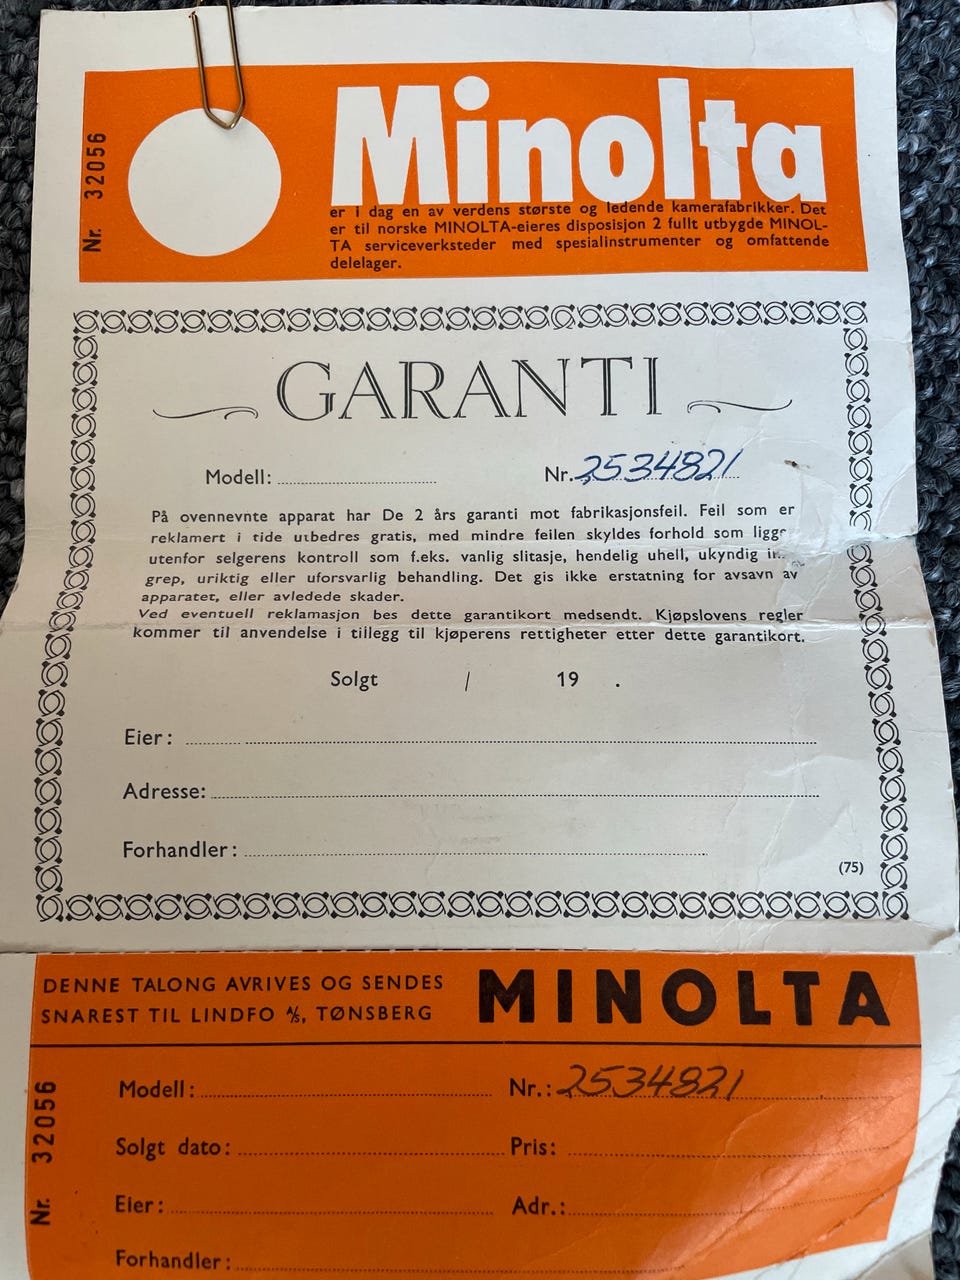 Nr. 32056
Minolta
er i dag en av verdens største og ledende kamerafabrikker. Det
er til norske MINOLTA-eieres disposisjon 2 fullt utbygde MINOL-
TA serviceverksteder med spesialinstrumenter og omfattende
delelager.
GARANTI
Modell: Nr. 2534821
På ovennevnte apparat har De 2 års garanti mot fabrikasjonsfeil. Feil som er
reklamert i tide utbedres gratis, med mindre feilen skyldes forhold som ligge
utenfor selgerens kontroll som f.eks. vanlig slitasje, hendelig uhell, ukyndig
grep, uriktig eller uforsvarlig behandling. Det gis ikke erstatning for avsavn av
apparatet, eller avledede skader.
Ved eventuell reklamasjon bes dette garantikort medsendt. Kjøpslovens regler
kommer til anvendelse i tillegg til kjøperens rettigheter etter dette garantikort.
Solgt / 19 .
Eier:
Adresse:
Forhandler:
(75)
DENNE TALONG AVRIVES OG SENDES
SNAREST TIL LINDFO A/S, TØNSBERG
MINOLTA
Nr. 32056
Modell: Nr.: 2534821
Solgt dato: Pris:
Eier: Adr.:
Forhandler: